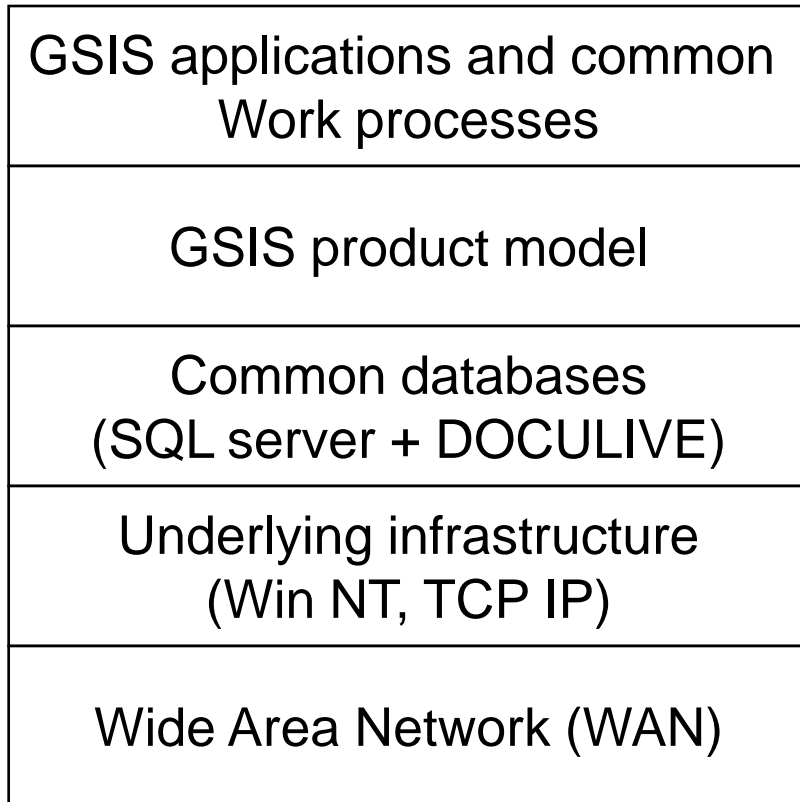 GSIS applications and common
Work processes
GSIS product model
Common databases
(SQL server + DOCULIVE)
Underlying infrastructure
(Win NT, TCP IP)
Wide Area Network (WAN)